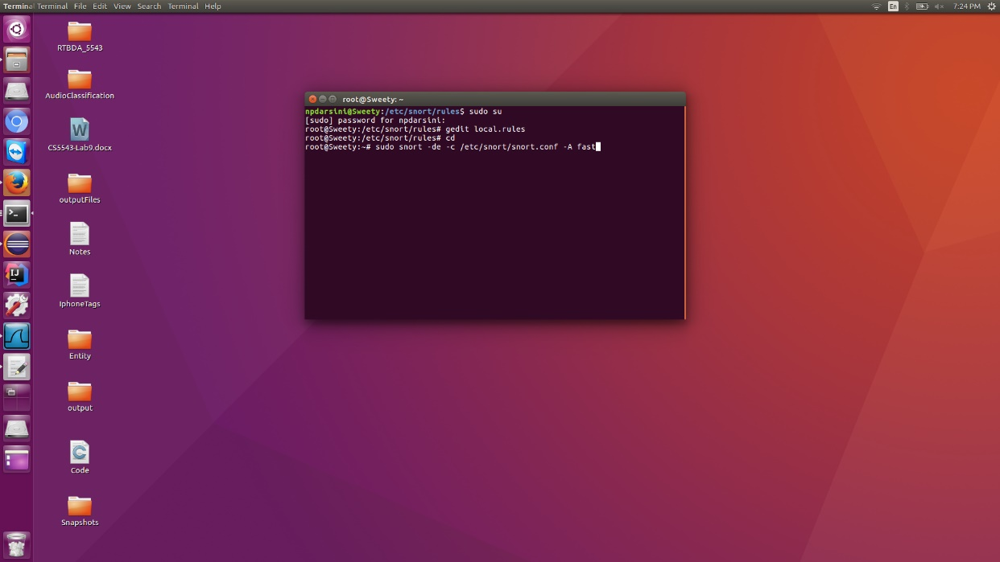 Terminal Terminal File Edit View Search Terminal Help
En 7:24 PM
RTBDA_5543
AudioClassification
W
CS5543-Lab9.docx
outputFiles
Notes
IphoneTags
Entity
output
C
Code
Snapshots
>_
IJ
root@Sweety: ~
npdarsini@Sweety:/etc/snort/rules$ sudo su
[sudo] password for npdarsini:
root@Sweety:/etc/snort/rules# gedit local.rules
root@Sweety:/etc/snort/rules# cd
root@Sweety:~# sudo snort -de -c /etc/snort/snort.conf -A fast